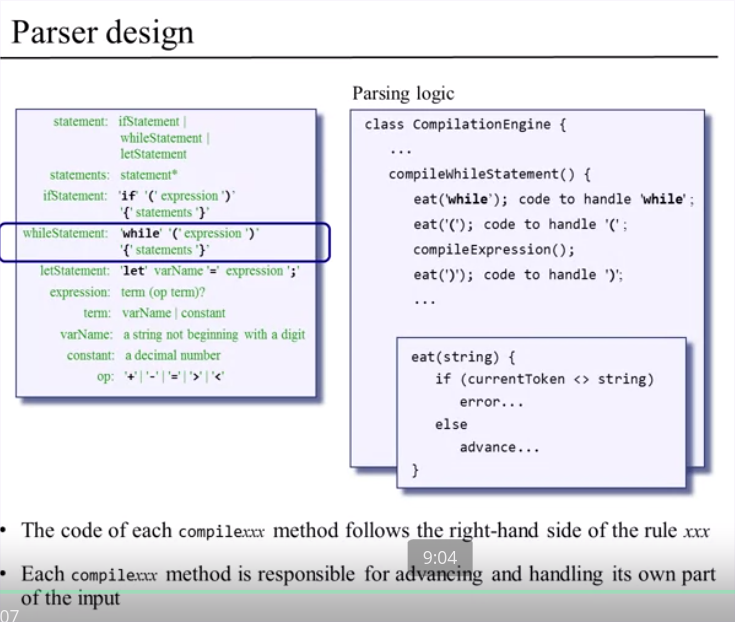 Parser design
Parsing logic
statement: ifStatement |
whileStatement |
letStatement
statements: statement*
ifStatement: 'if' '(' expression ')'
'{' statements '}'
whileStatement: 'while' '(' expression ')'
'{' statements '}'
letStatement: 'let' varName '=' expression ';'
expression: term (op term)?
term: varName | constant
varName: a string not beginning with a digit
constant: a decimal number
op: '+' | '-' | '=' | '>' | '<'
class CompilationEngine {
...
compileWhileStatement() {
eat('while'); code to handle 'while';
eat('('); code to handle '(';
compileExpression();
eat(')'); code to handle ')';
...
eat(string) {
if (currentToken <> string)
error...
else
advance...
}
• The code of each compilexxx method follows the right-hand side of the rule xxx
9:04
• Each compilexxx method is responsible for advancing and handling its own part
of the input
07